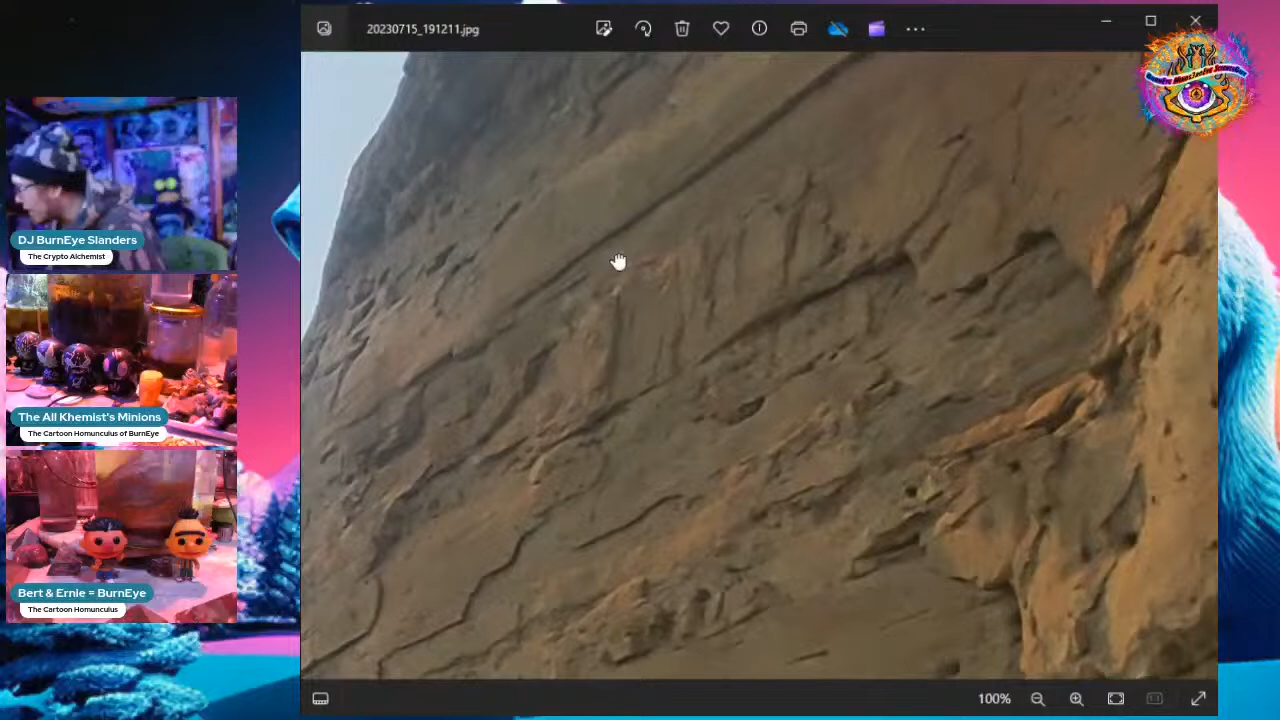 20230715_191211.jpg
DJ BurnEye Slanders
The Crypto Alchemist
The All Khemist's Minions
The Cartoon Homunculus of BurnEye
Bert & Ernie = BurnEye
The Cartoon Homunculus
100%